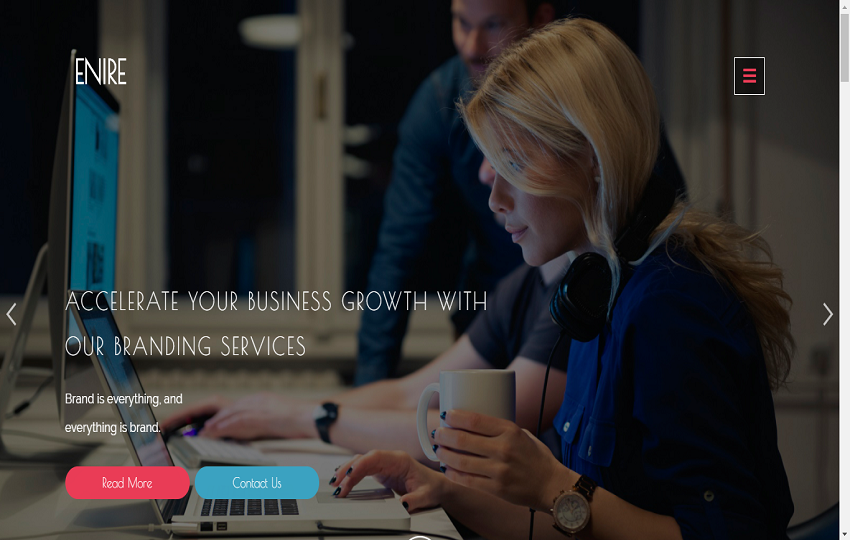 ENIRE
ACCELERATE YOUR BUSINESS GROWTH WITH
OUR BRANDING SERVICES
Brand is everything, and
everything is brand.
Read More
Contact Us